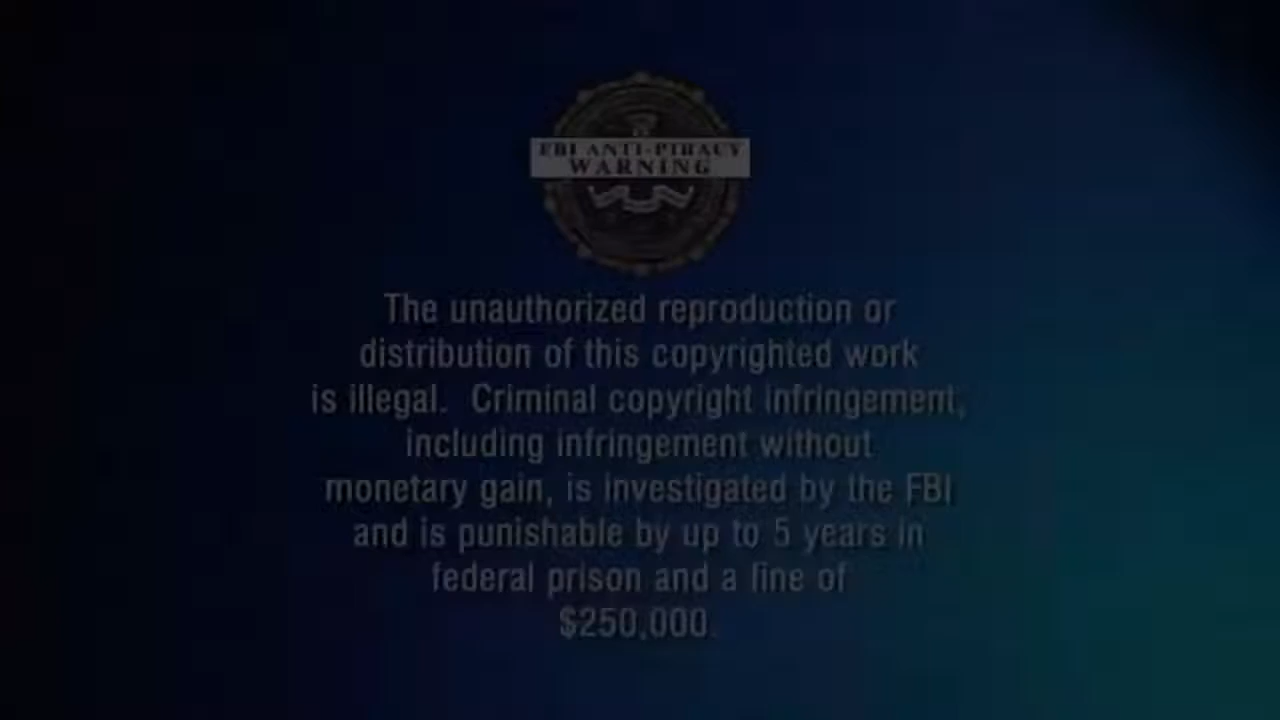 FBI ANTI-PIRACY
WARNING
The unauthorized reproduction or
distribution of this copyrighted work
is illegal.  Criminal copyright infringement,
including infringement without
monetary gain, is investigated by the FBI
and is punishable by up to 5 years in
federal prison and a fine of
$250,000.